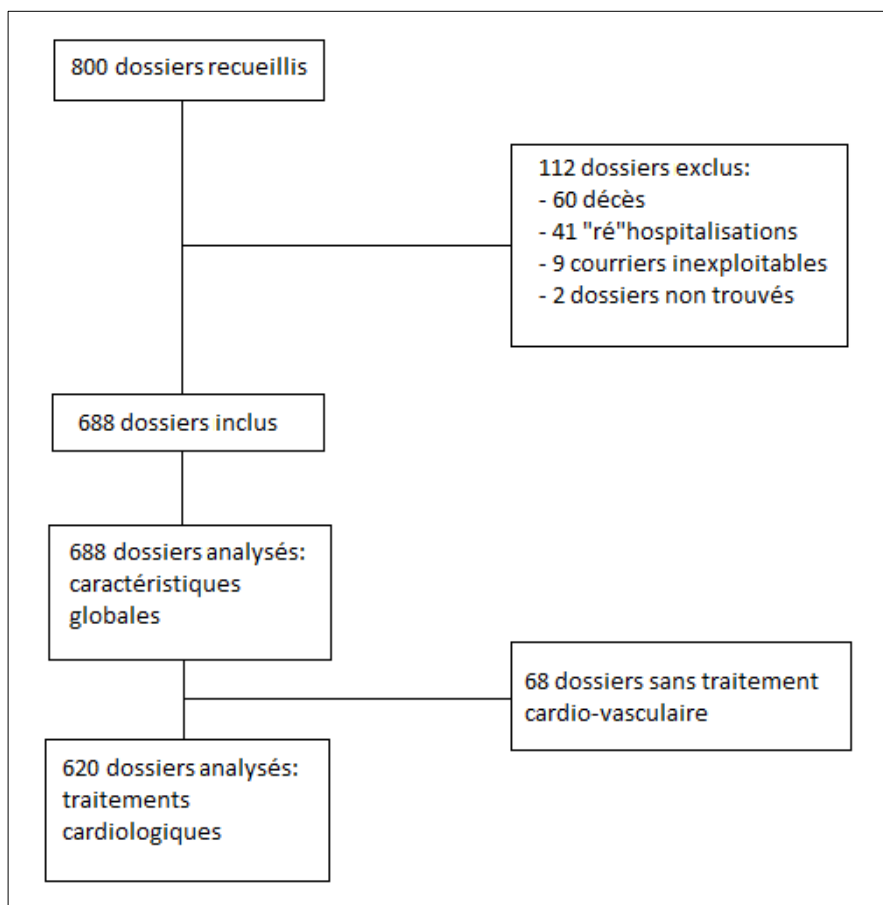 800 dossiers recueillis
112 dossiers exclus:
- 60 décès
- 41 "ré"hospitalisations
- 9 courriers inexploitables
- 2 dossiers non trouvés
688 dossiers inclus
688 dossiers analysés:
caractéristiques
globales
68 dossiers sans traitement
cardio-vasculaire
620 dossiers analysés:
traitements
cardiologiques